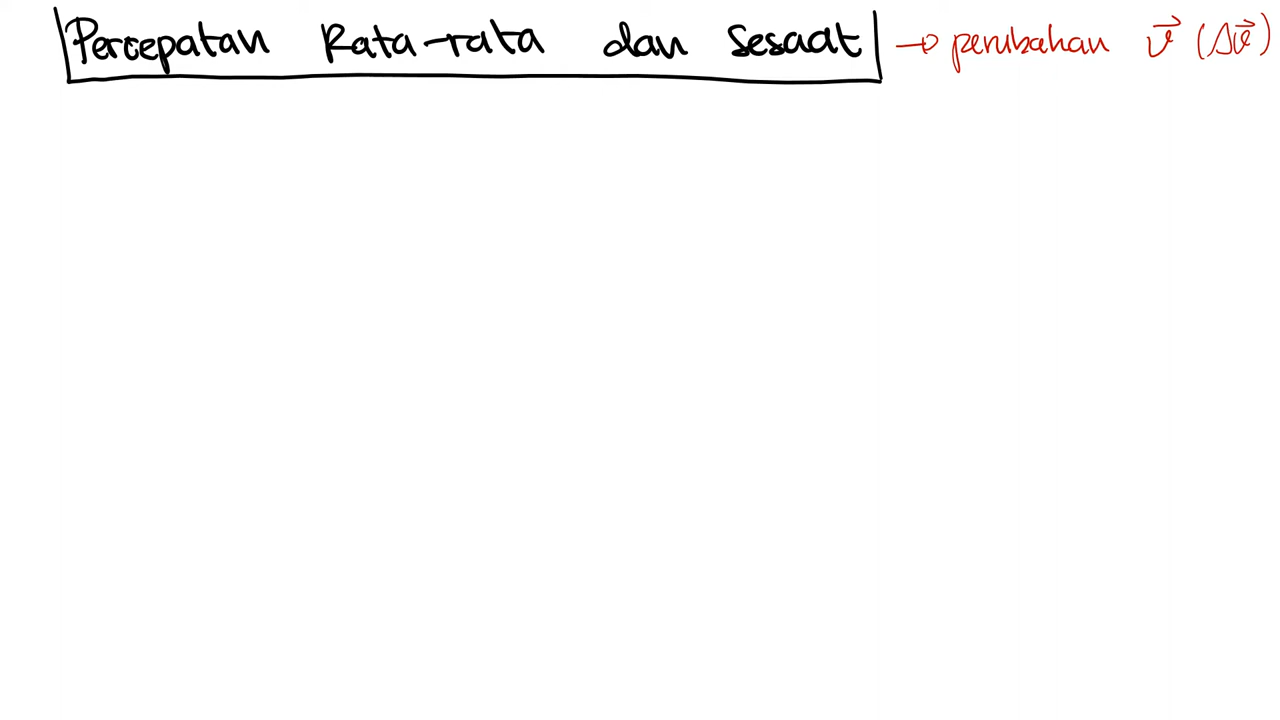 Percepatan Rata-rata dan Sesaat → perubahan v⃗ (Δv⃗)